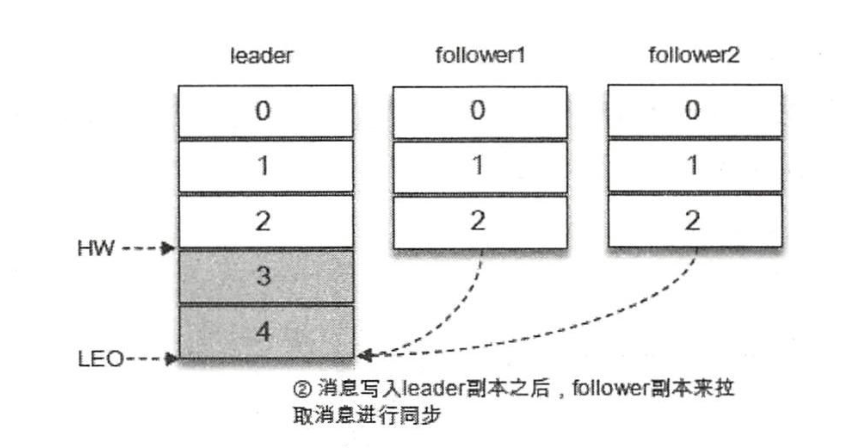 leader follower1 follower2
0 0 0
1 1 1
2 2 2
HW
3
4
LEO
② 消息写入leader副本之后，follower副本来拉
取消息进行同步